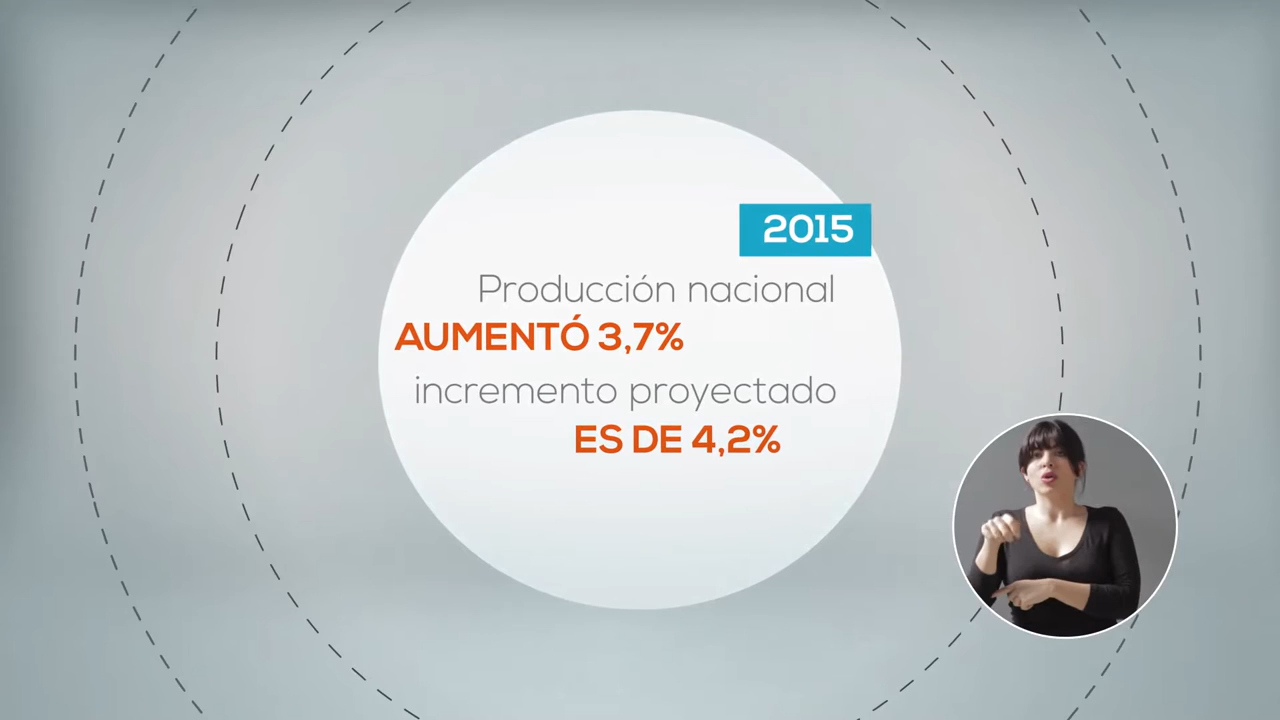 2015
Producción nacional
AUMENTÓ 3,7%
incremento proyectado
ES DE 4,2%